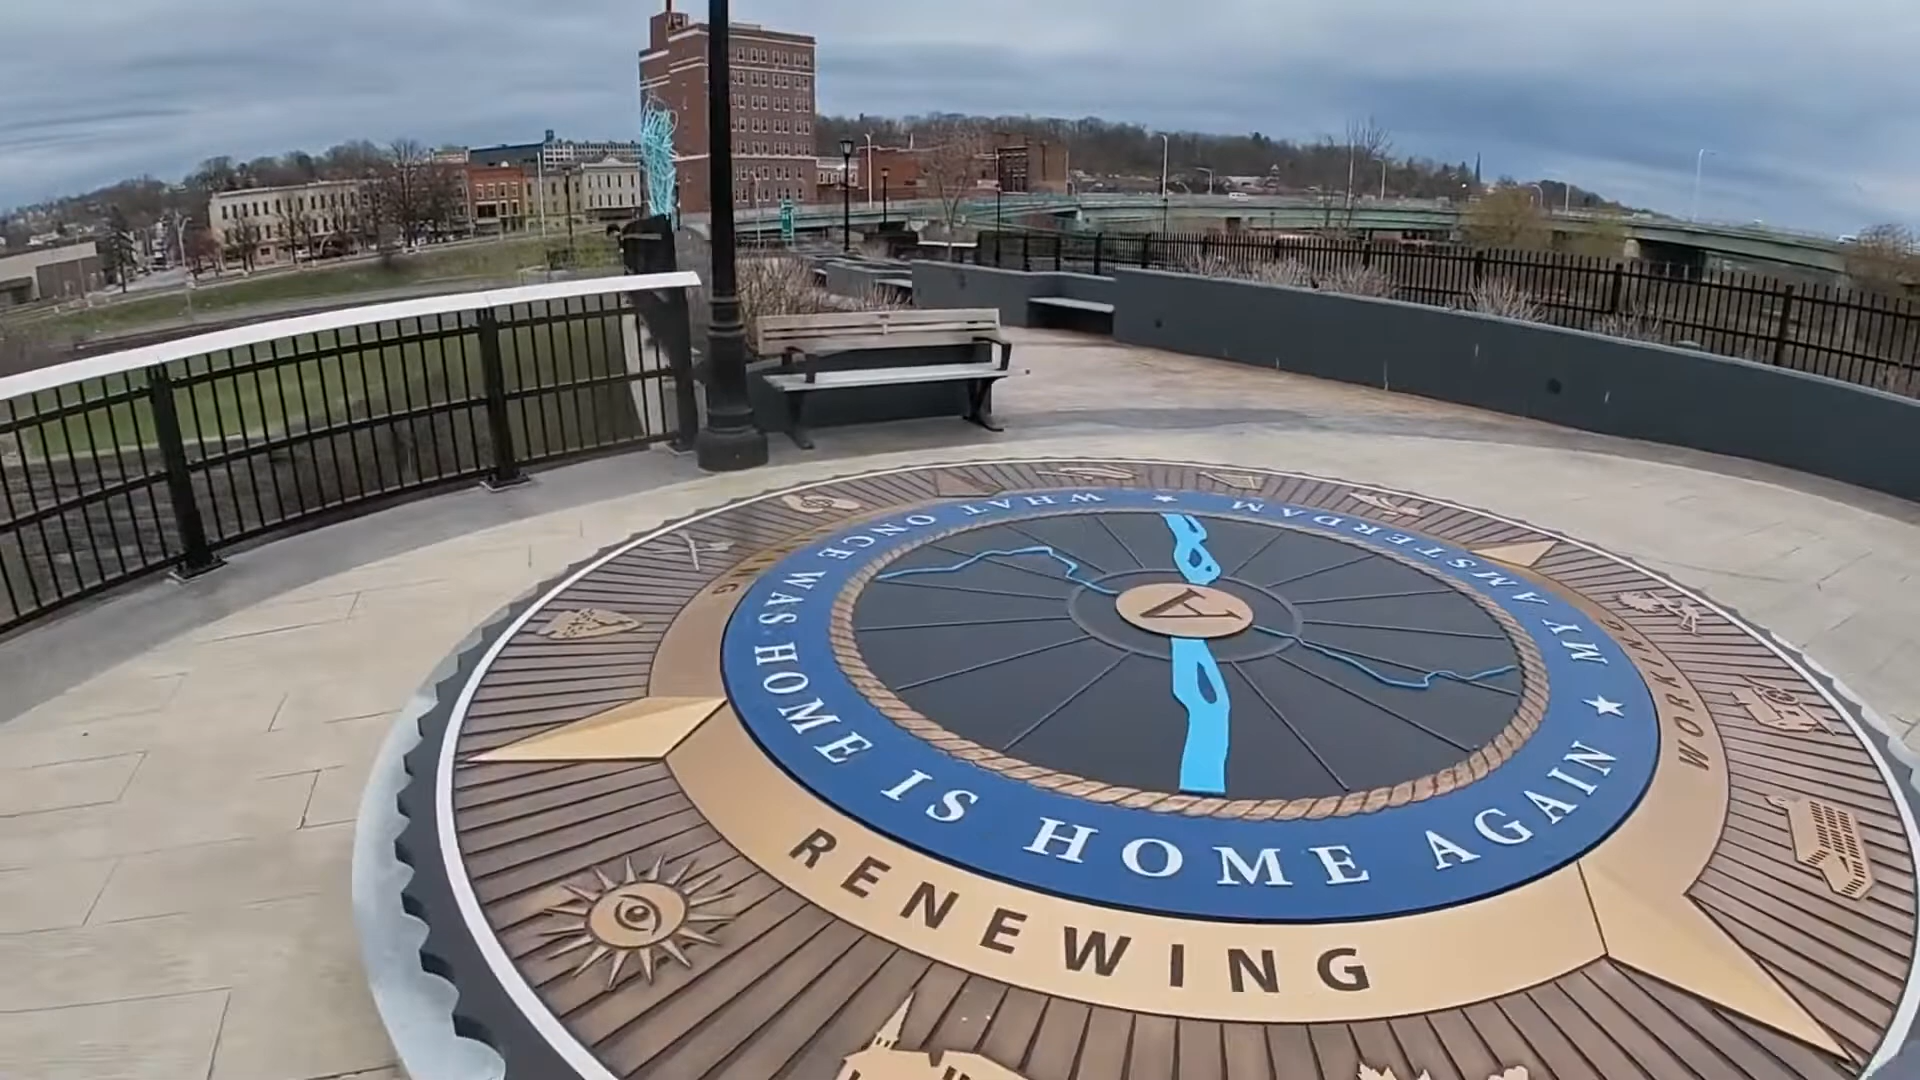 WHAT ONCE WAS HOME IS HOME AGAIN ★ MY AMSTERDAM ★
RENEWING
WORKING
A